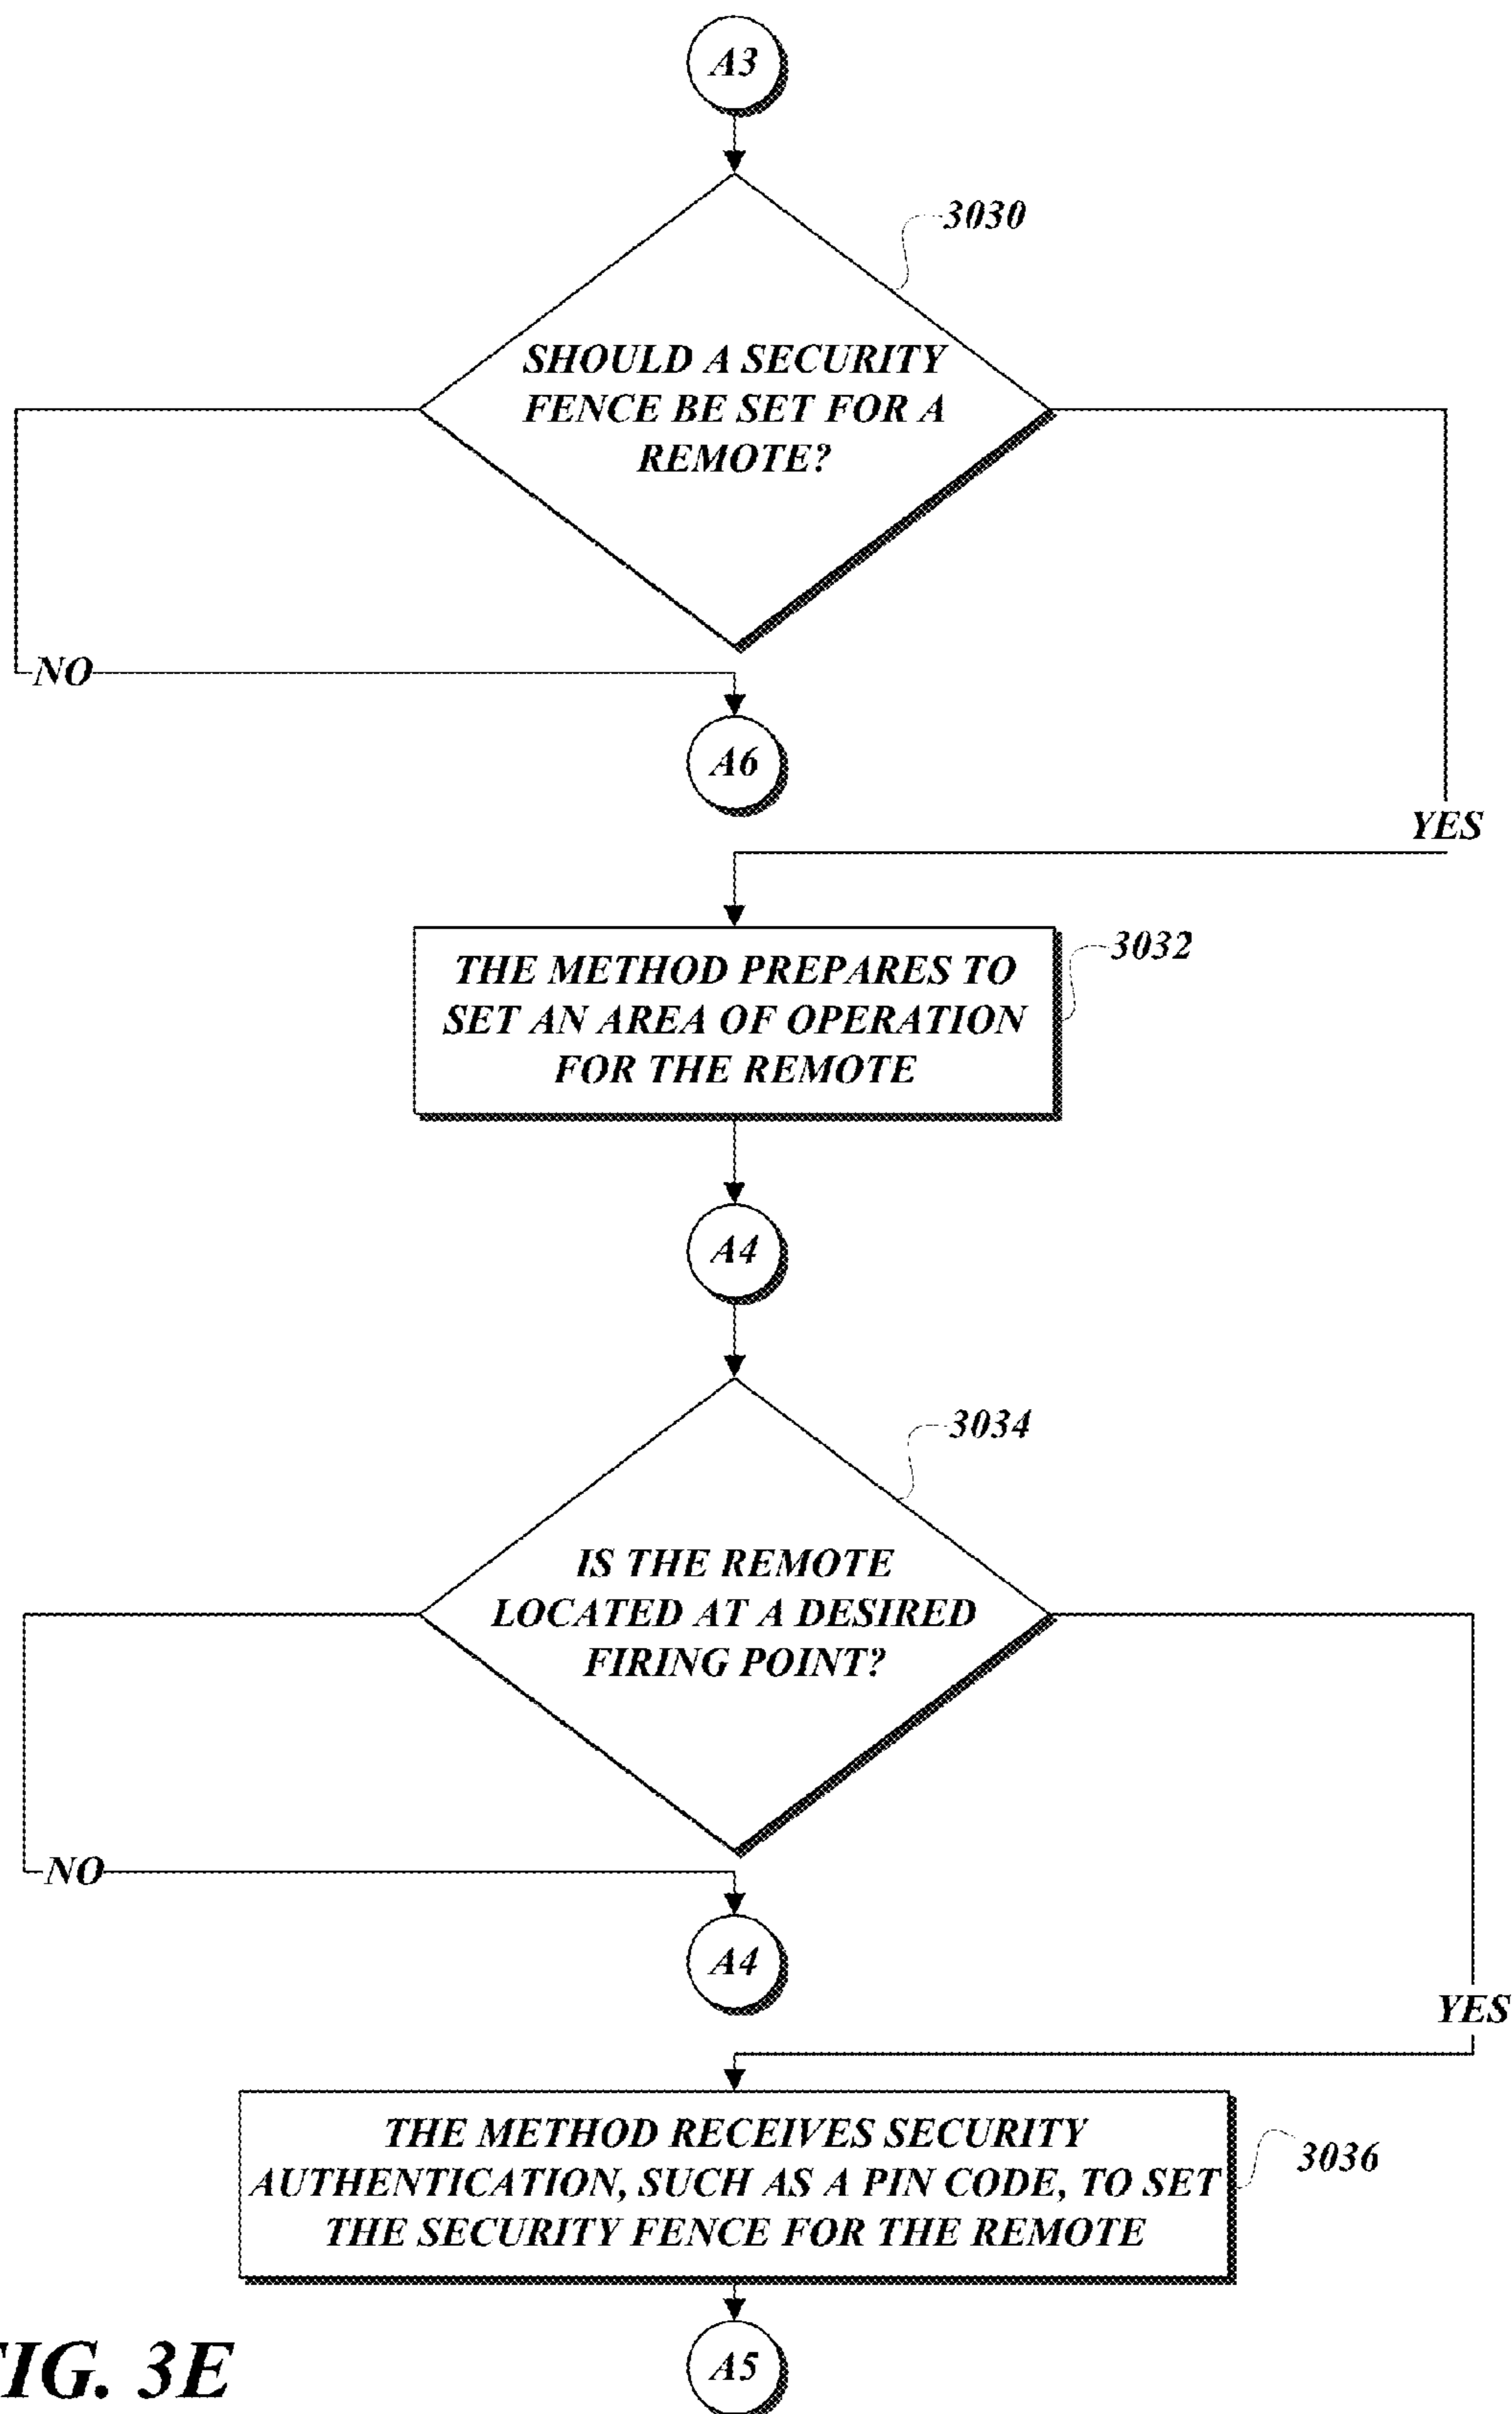 A3
3030
SHOULD A SECURITY
FENCE BE SET FOR A
REMOTE?
NO
A6
YES
3032
THE METHOD PREPARES TO
SET AN AREA OF OPERATION
FOR THE REMOTE
A4
3034
IS THE REMOTE
LOCATED AT A DESIRED
FIRING POINT?
NO
A4
YES
THE METHOD RECEIVES SECURITY
AUTHENTICATION, SUCH AS A PIN CODE, TO SET
THE SECURITY FENCE FOR THE REMOTE
3036
A5
FIG. 3E